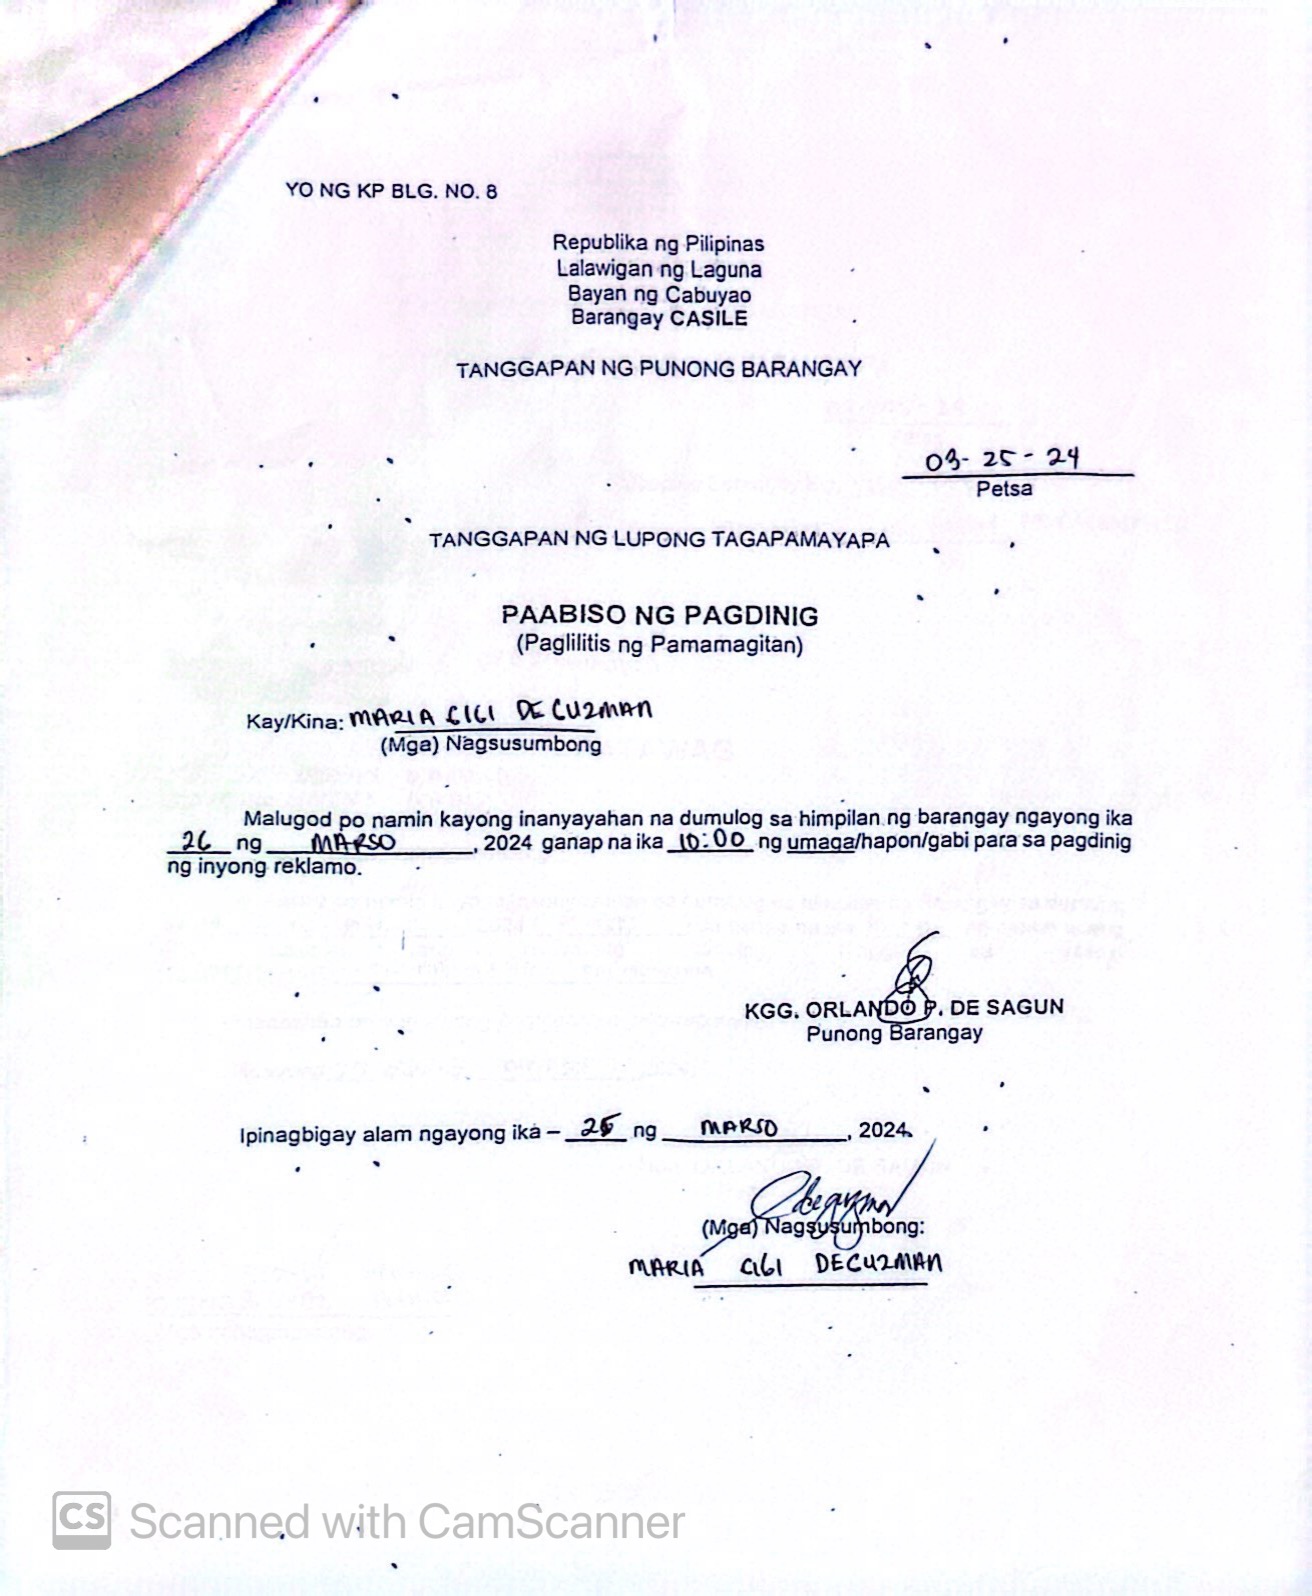 YO NG KP BLG. NO. 8
Republika ng Pilipinas
Lalawigan ng Laguna
Bayan ng Cabuyao
Barangay CASILE
TANGGAPAN NG PUNONG BARANGAY
03-25-24
Petsa
TANGGAPAN NG LUPONG TAGAPAMAYAPA
PAABISO NG PAGDINIG
(Paglilitis ng Pamamagitan)
Kay/Kina: MARIA CIGI DE GUZMAN
(Mga) Nagsusumbong
Malugod po namin kayong inanyayahan na dumulog sa himpilan ng barangay ngayong ika
26 ng MARSO, 2024 ganap na ika 10:00 ng umaga/hapon/gabi para sa pagdinig
ng inyong reklamo.
KGG. ORLANDO P. DE SAGUN
Punong Barangay
Ipinagbigay alam ngayong ika – 25 ng MARSO, 2024.
(Mga) Nagsusumbong:
MARIA CIGI DEGUZMAN
CS Scanned with CamScanner